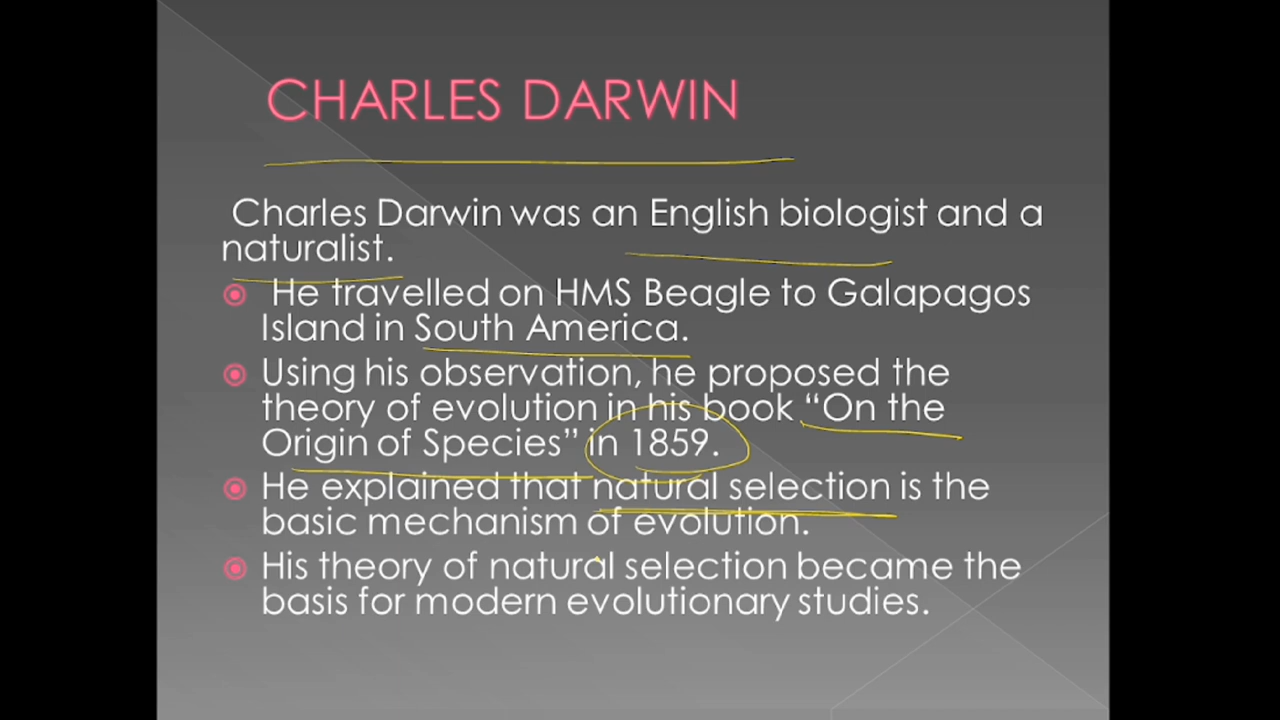 CHARLES DARWIN
Charles Darwin was an English biologist and a
naturalist.
He travelled on HMS Beagle to Galapagos
Island in South America.
Using his observation, he proposed the
theory of evolution in his book “On the
Origin of Species” in 1859.
He explained that natural selection is the
basic mechanism of evolution.
His theory of natural selection became the
basis for modern evolutionary studies.